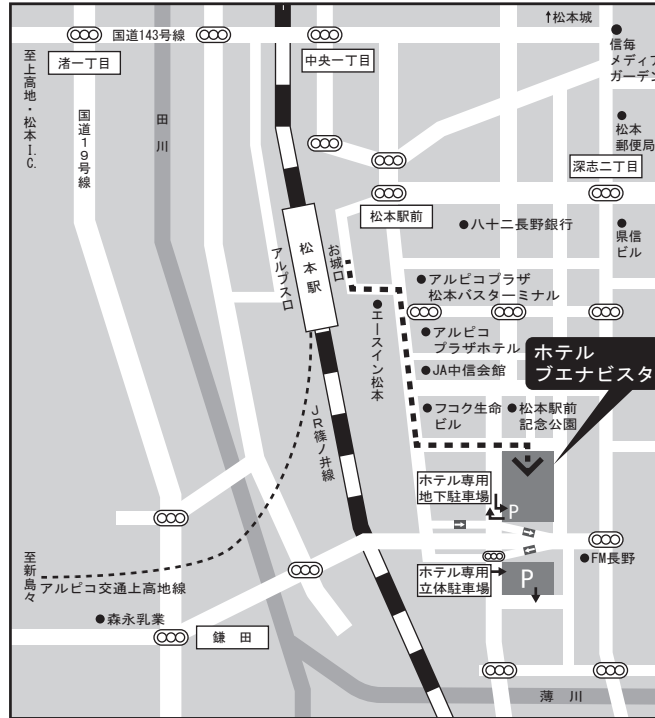 ↑松本城
国道143号線
信毎
メディア
ガーデン
渚一丁目
中央一丁目
至上高地・松本I.C.
国道19号線
田川
松本
郵便局
深志二丁目
松本駅前
八十二長野銀行
県信
ビル
松本駅
お城口
アルプス口
アルピコプラザ
松本バスターミナル
エースイン松本
アルピコ
プラザホテル
JA中信会館
ホテル
ブエナビスタ
フコク生命
ビル
松本駅前
記念公園
JR篠ノ井線
ホテル専用
地下駐車場
P
至新島々
アルピコ交通上高地線
FM長野
ホテル専用
立体駐車場
P
森永乳業
鎌田
薄川